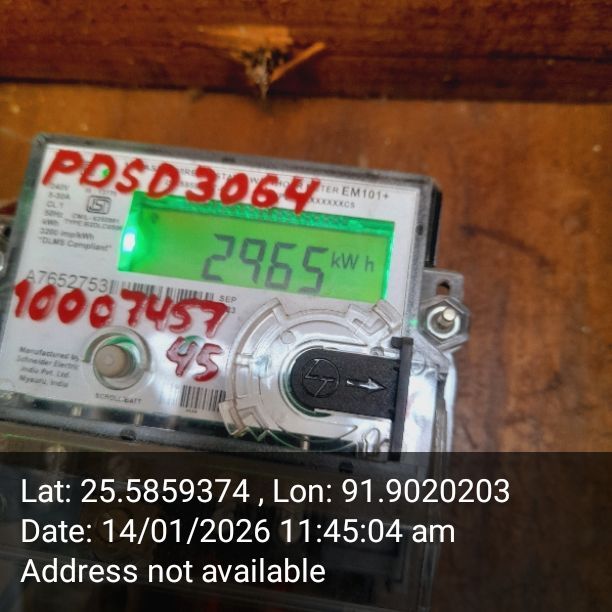 PDSD3064
METER EM101+
240V
5-30A
CL.1
50Hz
3200 imp/kWh
"DLMS Compliant"
2965 kWh
A7652753
SEP
10007457
45
Manufactured by
Schneider Electric
India Pvt. Ltd.
Mysuru, India
SCROLL/BATT
Lat: 25.5859374 , Lon: 91.9020203
Date: 14/01/2026 11:45:04 am
Address not available